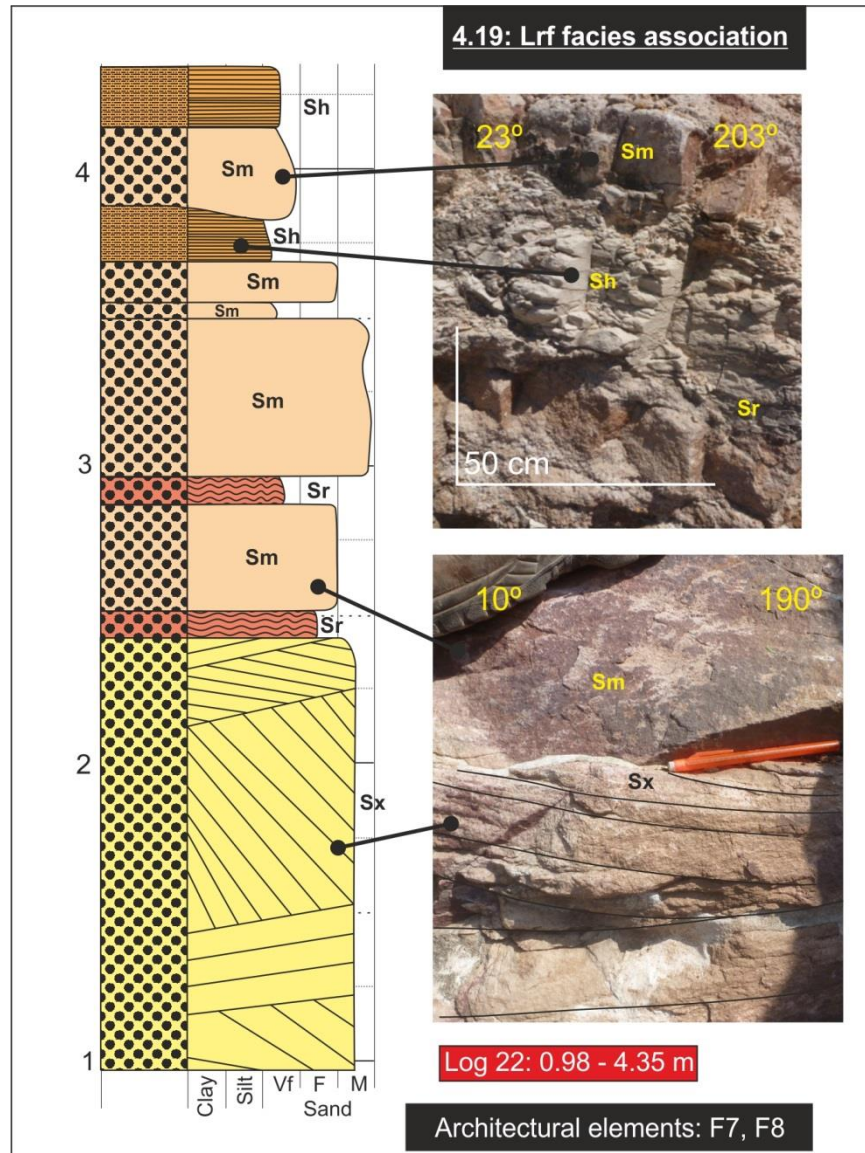 4.19: Lrf facies association
Sh
4
Sm
Sh
Sm
Sm
Sm
3
Sr
Sm
Sr
2
Sx
1
Clay
Silt
Vf
F
M
Sand
23º
Sm
203º
Sh
Sr
50 cm
10º
190º
Sm
Sx
Log 22: 0.98 - 4.35 m
Architectural elements: F7, F8